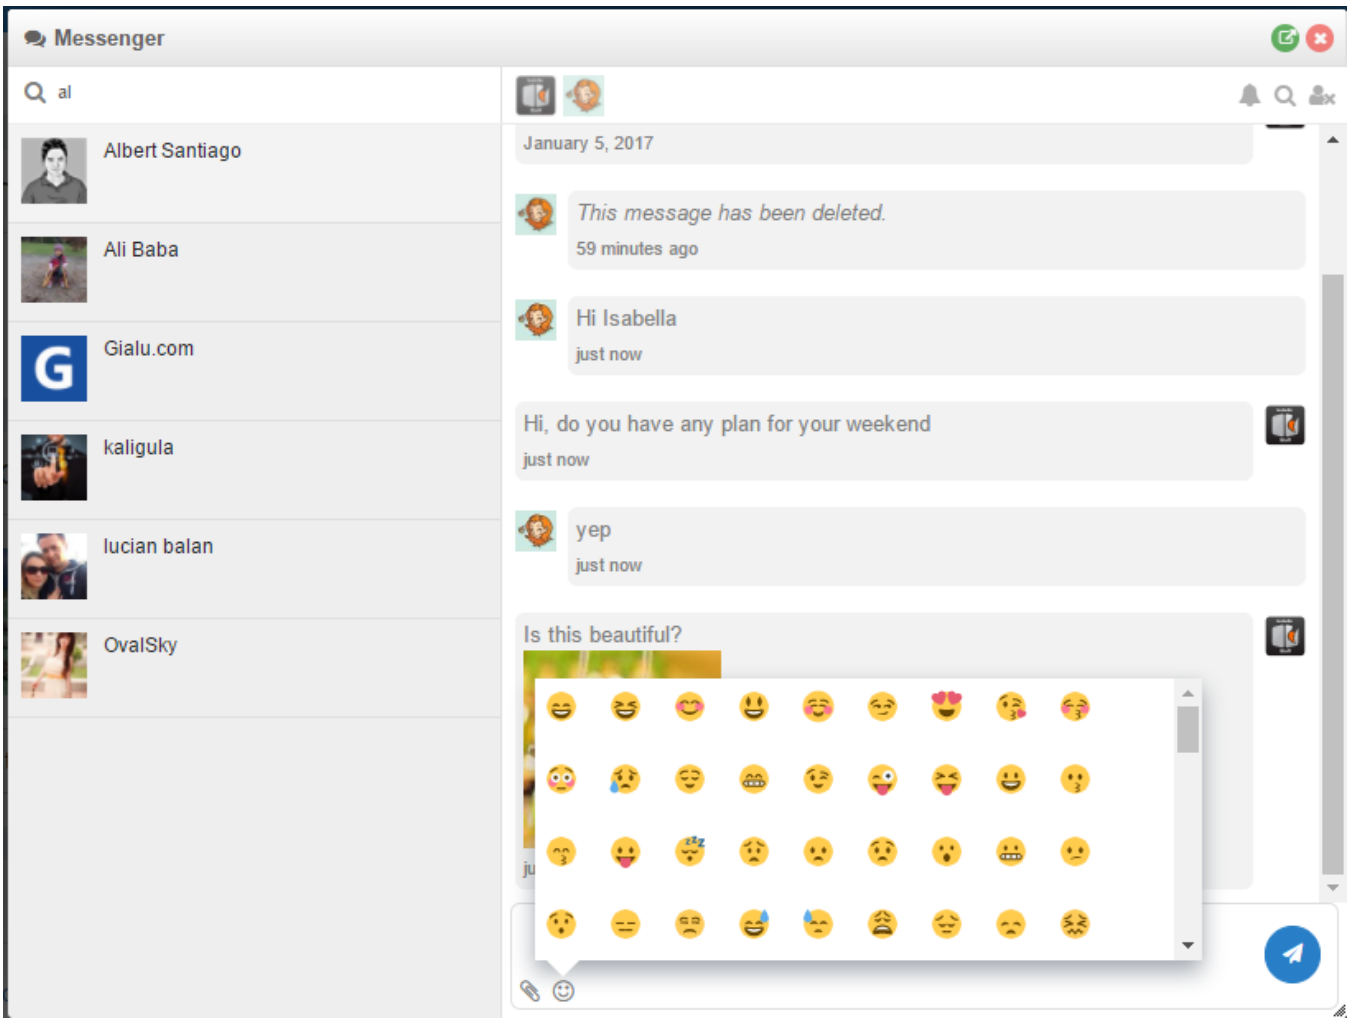 Messenger
al
Albert Santiago
Ali Baba
G
Gialu.com
kaligula
lucian balan
OvalSky
January 5, 2017
This message has been deleted.
59 minutes ago
Hi Isabella
just now
Hi, do you have any plan for your weekend
just now
yep
just now
Is this beautiful?
ju